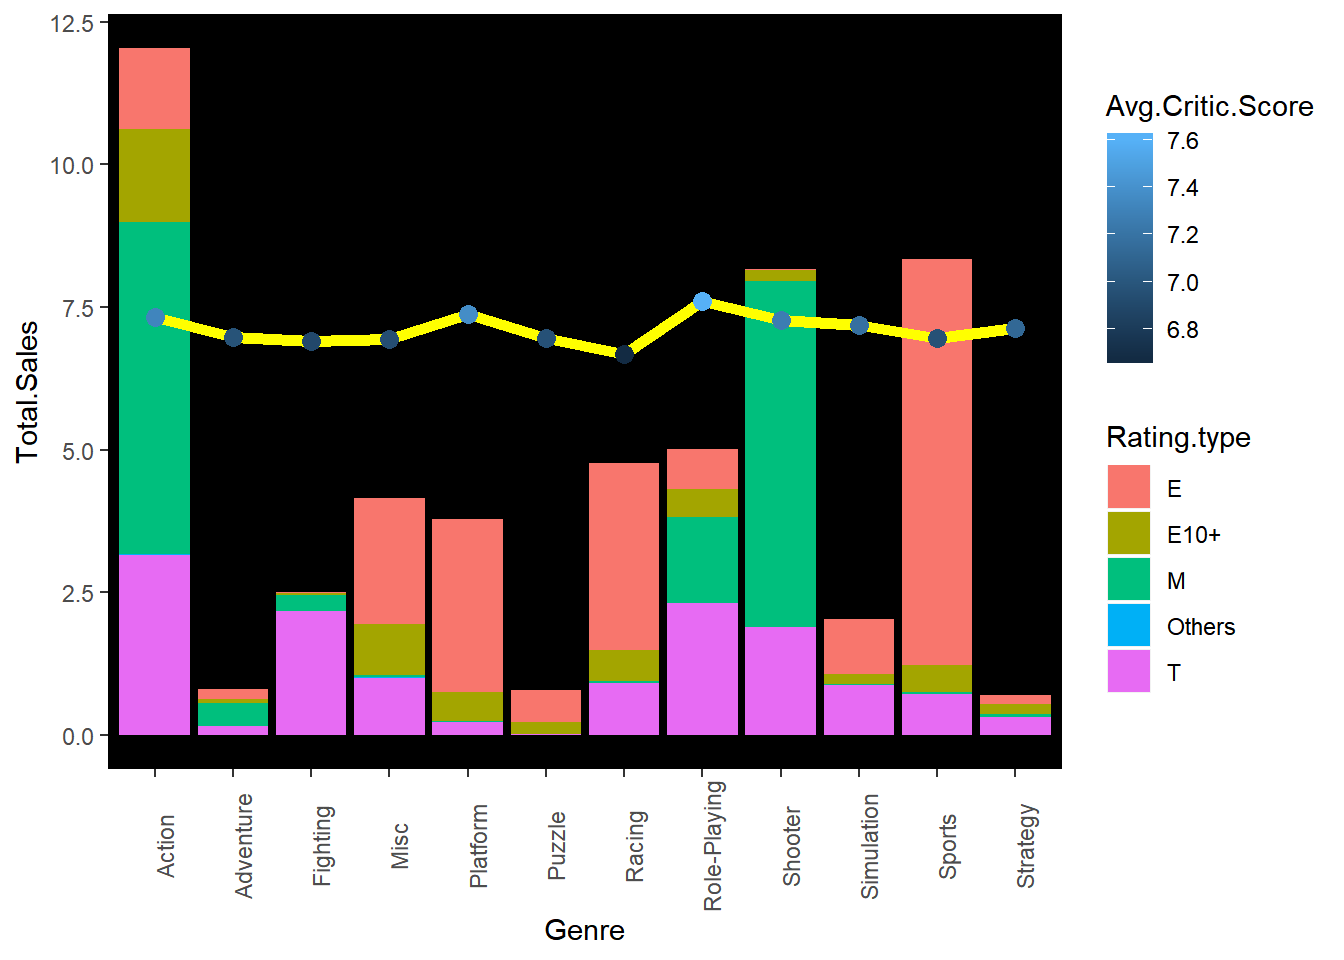 12.5
10.0
7.5
5.0
2.5
0.0
Total.Sales
Action
Adventure
Fighting
Misc
Platform
Puzzle
Racing
Role-Playing
Shooter
Simulation
Sports
Strategy
Genre
Avg.Critic.Score
7.6
7.4
7.2
7.0
6.8
Rating.type
E
E10+
M
Others
T